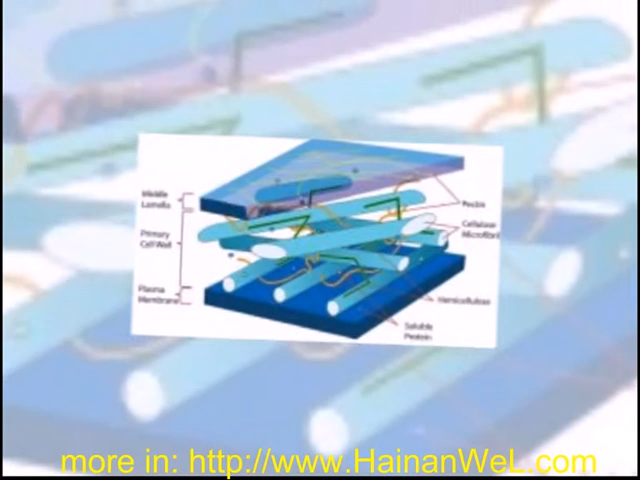 Middle
Lamella
Pectin
Primary
Cell Wall
Cellulose
Microfibril
Plasma
Membrane
Hemicellulose
Soluble
Protein
more in: http://www.HainanWeL.com